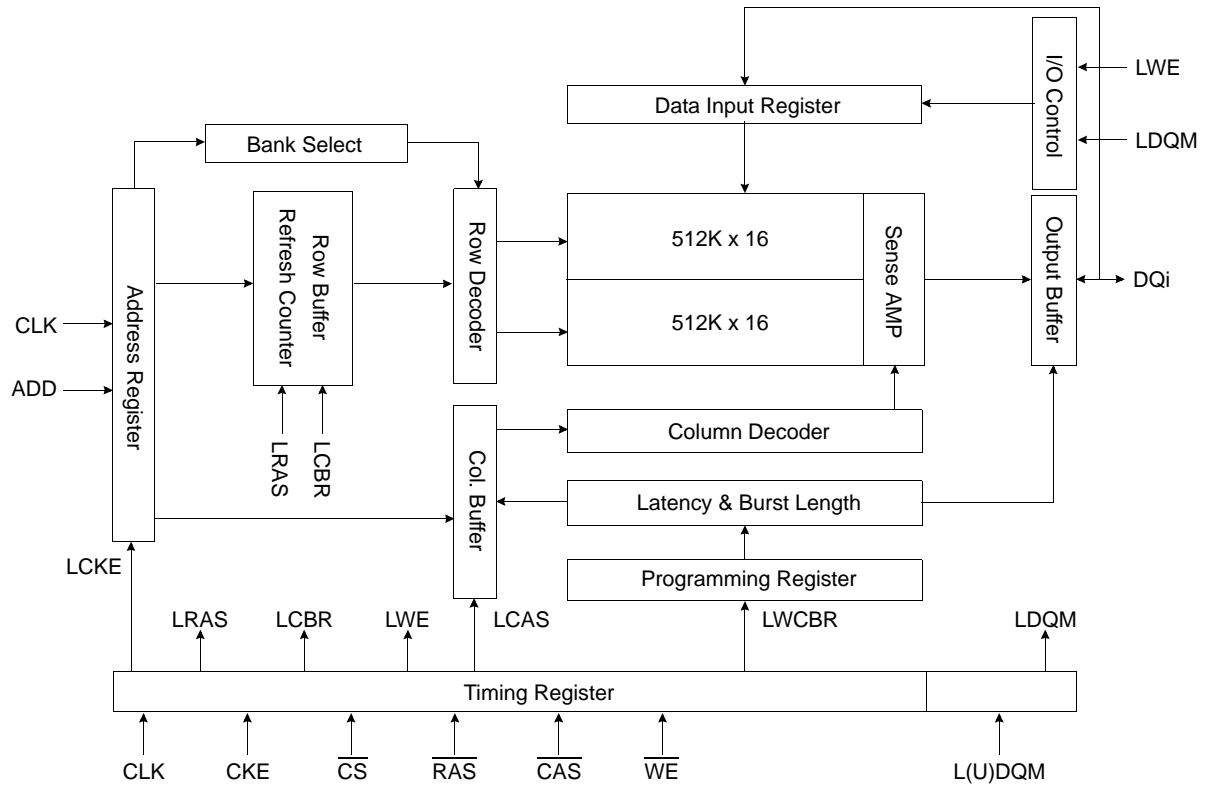 I/O Control
LWE
LDQM
Data Input Register
Bank Select
Address Register
CLK
ADD
Row Buffer
Refresh Counter
LRAS
LCBR
Row Decoder
512K x 16
512K x 16
Sense AMP
Output Buffer
DQi
Col. Buffer
Column Decoder
Latency & Burst Length
Programming Register
LCKE
LRAS
LCBR
LWE
LCAS
LWCBR
LDQM
Timing Register
CLK
CKE
CS
RAS
CAS
WE
L(U)DQM